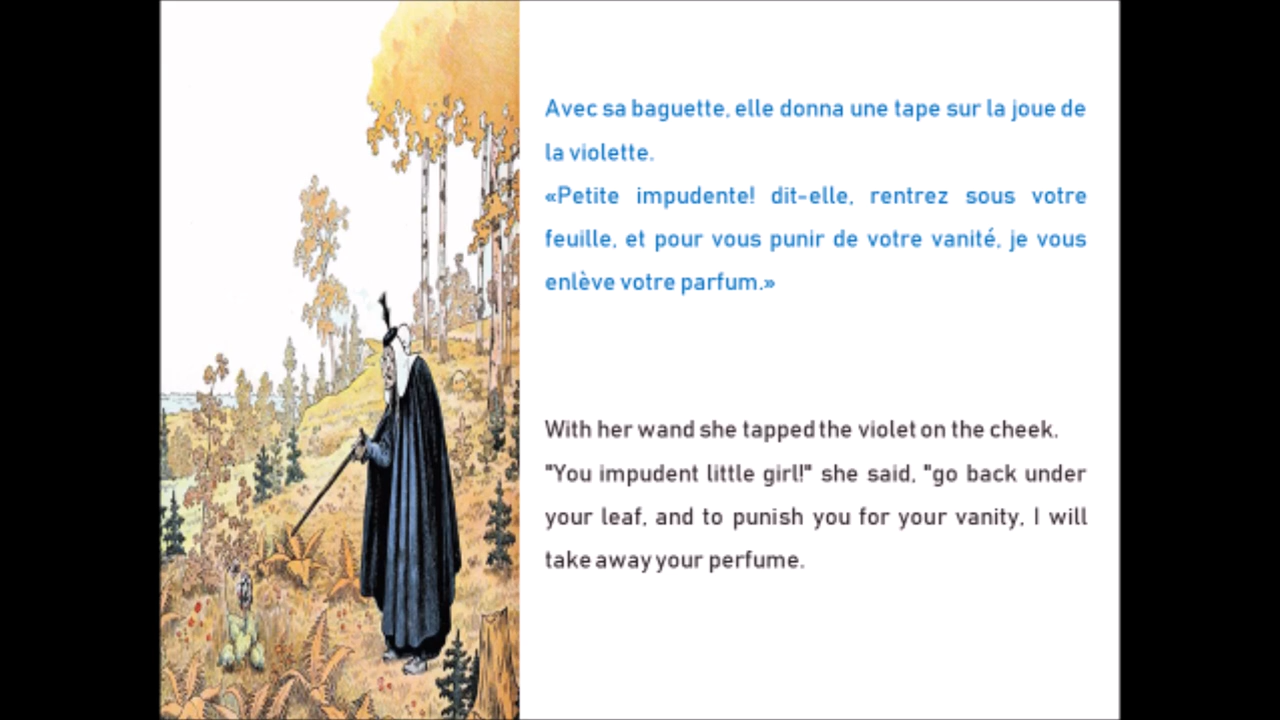 Avec sa baguette, elle donna une tape sur la joue de
la violette.
«Petite impudente! dit-elle, rentrez sous votre
feuille, et pour vous punir de votre vanité, je vous
enlève votre parfum.»
With her wand she tapped the violet on the cheek.
"You impudent little girl!" she said, "go back under
your leaf, and to punish you for your vanity, I will
take away your perfume.